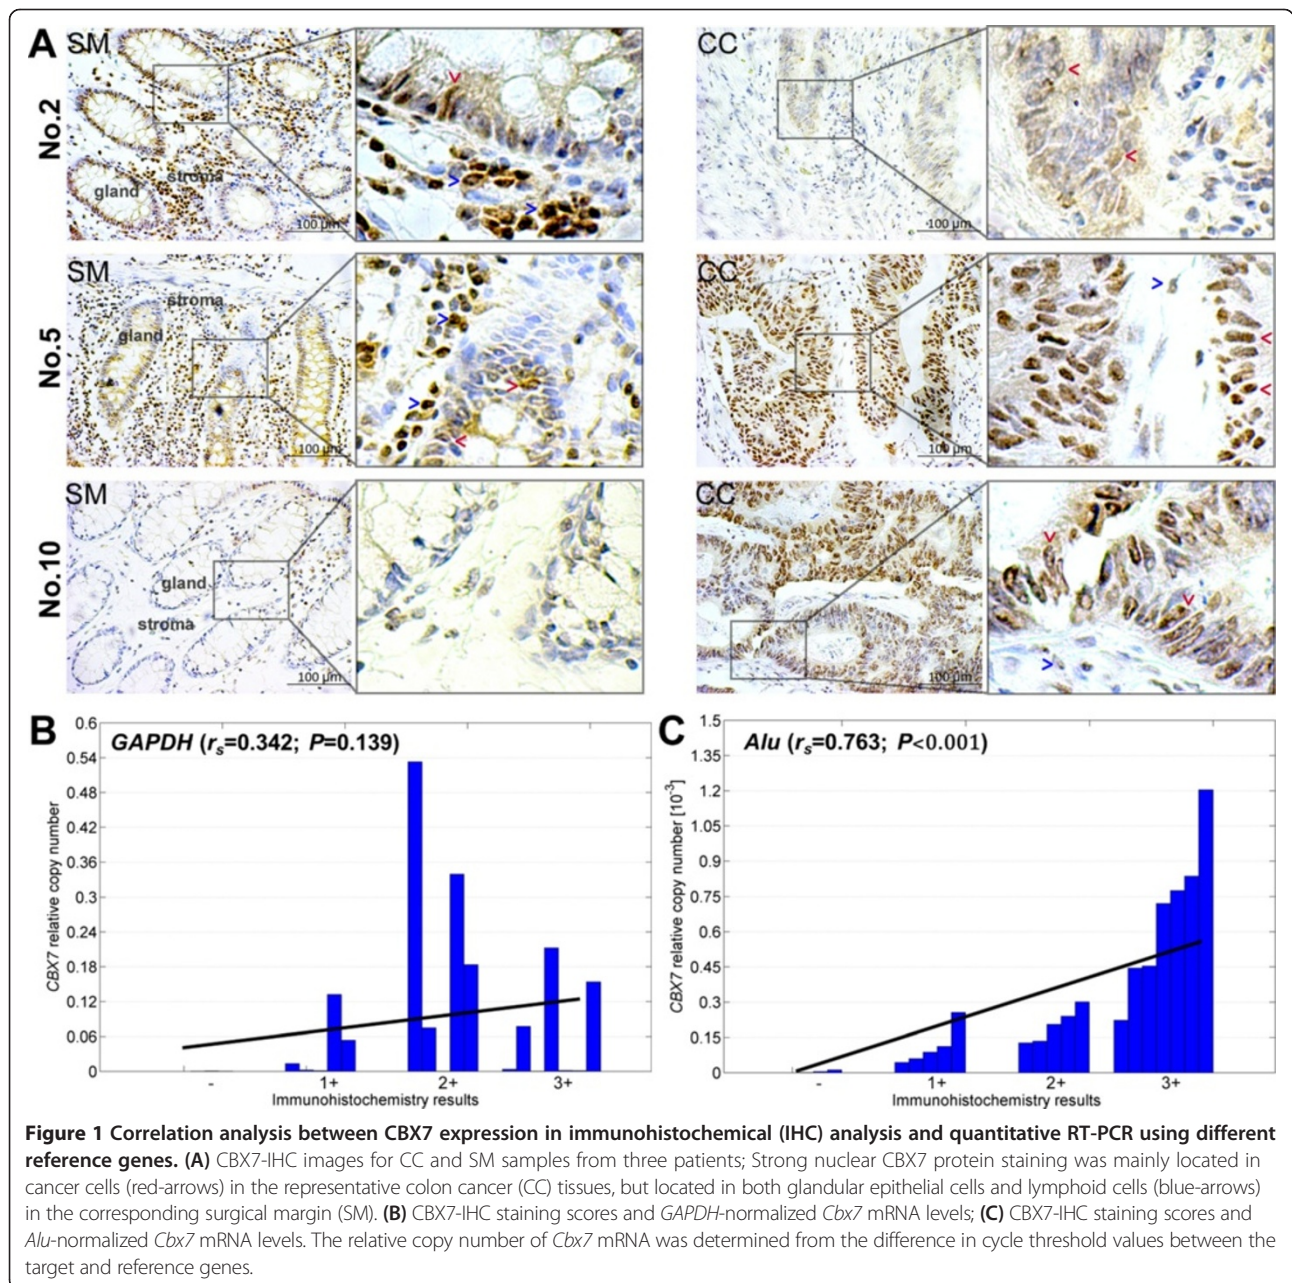 A
SM
CC
No.2
gland
stroma
100 µm
100 µm
SM
CC
No.5
stroma
gland
100 µm
100 µm
SM
CC
No.10
gland
stroma
100 µm
100 µm
B
GAPDH (rs=0.342; P=0.139)
CBX7 relative copy number
0.6
0.54
0.48
0.42
0.36
0.3
0.24
0.18
0.12
0.06
0
- 1+ 2+ 3+
Immunohistochemistry results
C
Alu (rs=0.763; P<0.001)
CBX7 relative copy number [10⁻³]
1.5
1.35
1.2
1.05
0.9
0.75
0.6
0.45
0.3
0.15
0
- 1+ 2+ 3+
Immunohistochemistry results
Figure 1 Correlation analysis between CBX7 expression in immunohistochemical (IHC) analysis and quantitative RT-PCR using different
reference genes. (A) CBX7-IHC images for CC and SM samples from three patients; Strong nuclear CBX7 protein staining was mainly located in
cancer cells (red-arrows) in the representative colon cancer (CC) tissues, but located in both glandular epithelial cells and lymphoid cells (blue-arrows)
in the corresponding surgical margin (SM). (B) CBX7-IHC staining scores and GAPDH-normalized Cbx7 mRNA levels; (C) CBX7-IHC staining scores and
Alu-normalized Cbx7 mRNA levels. The relative copy number of Cbx7 mRNA was determined from the difference in cycle threshold values between the
target and reference genes.